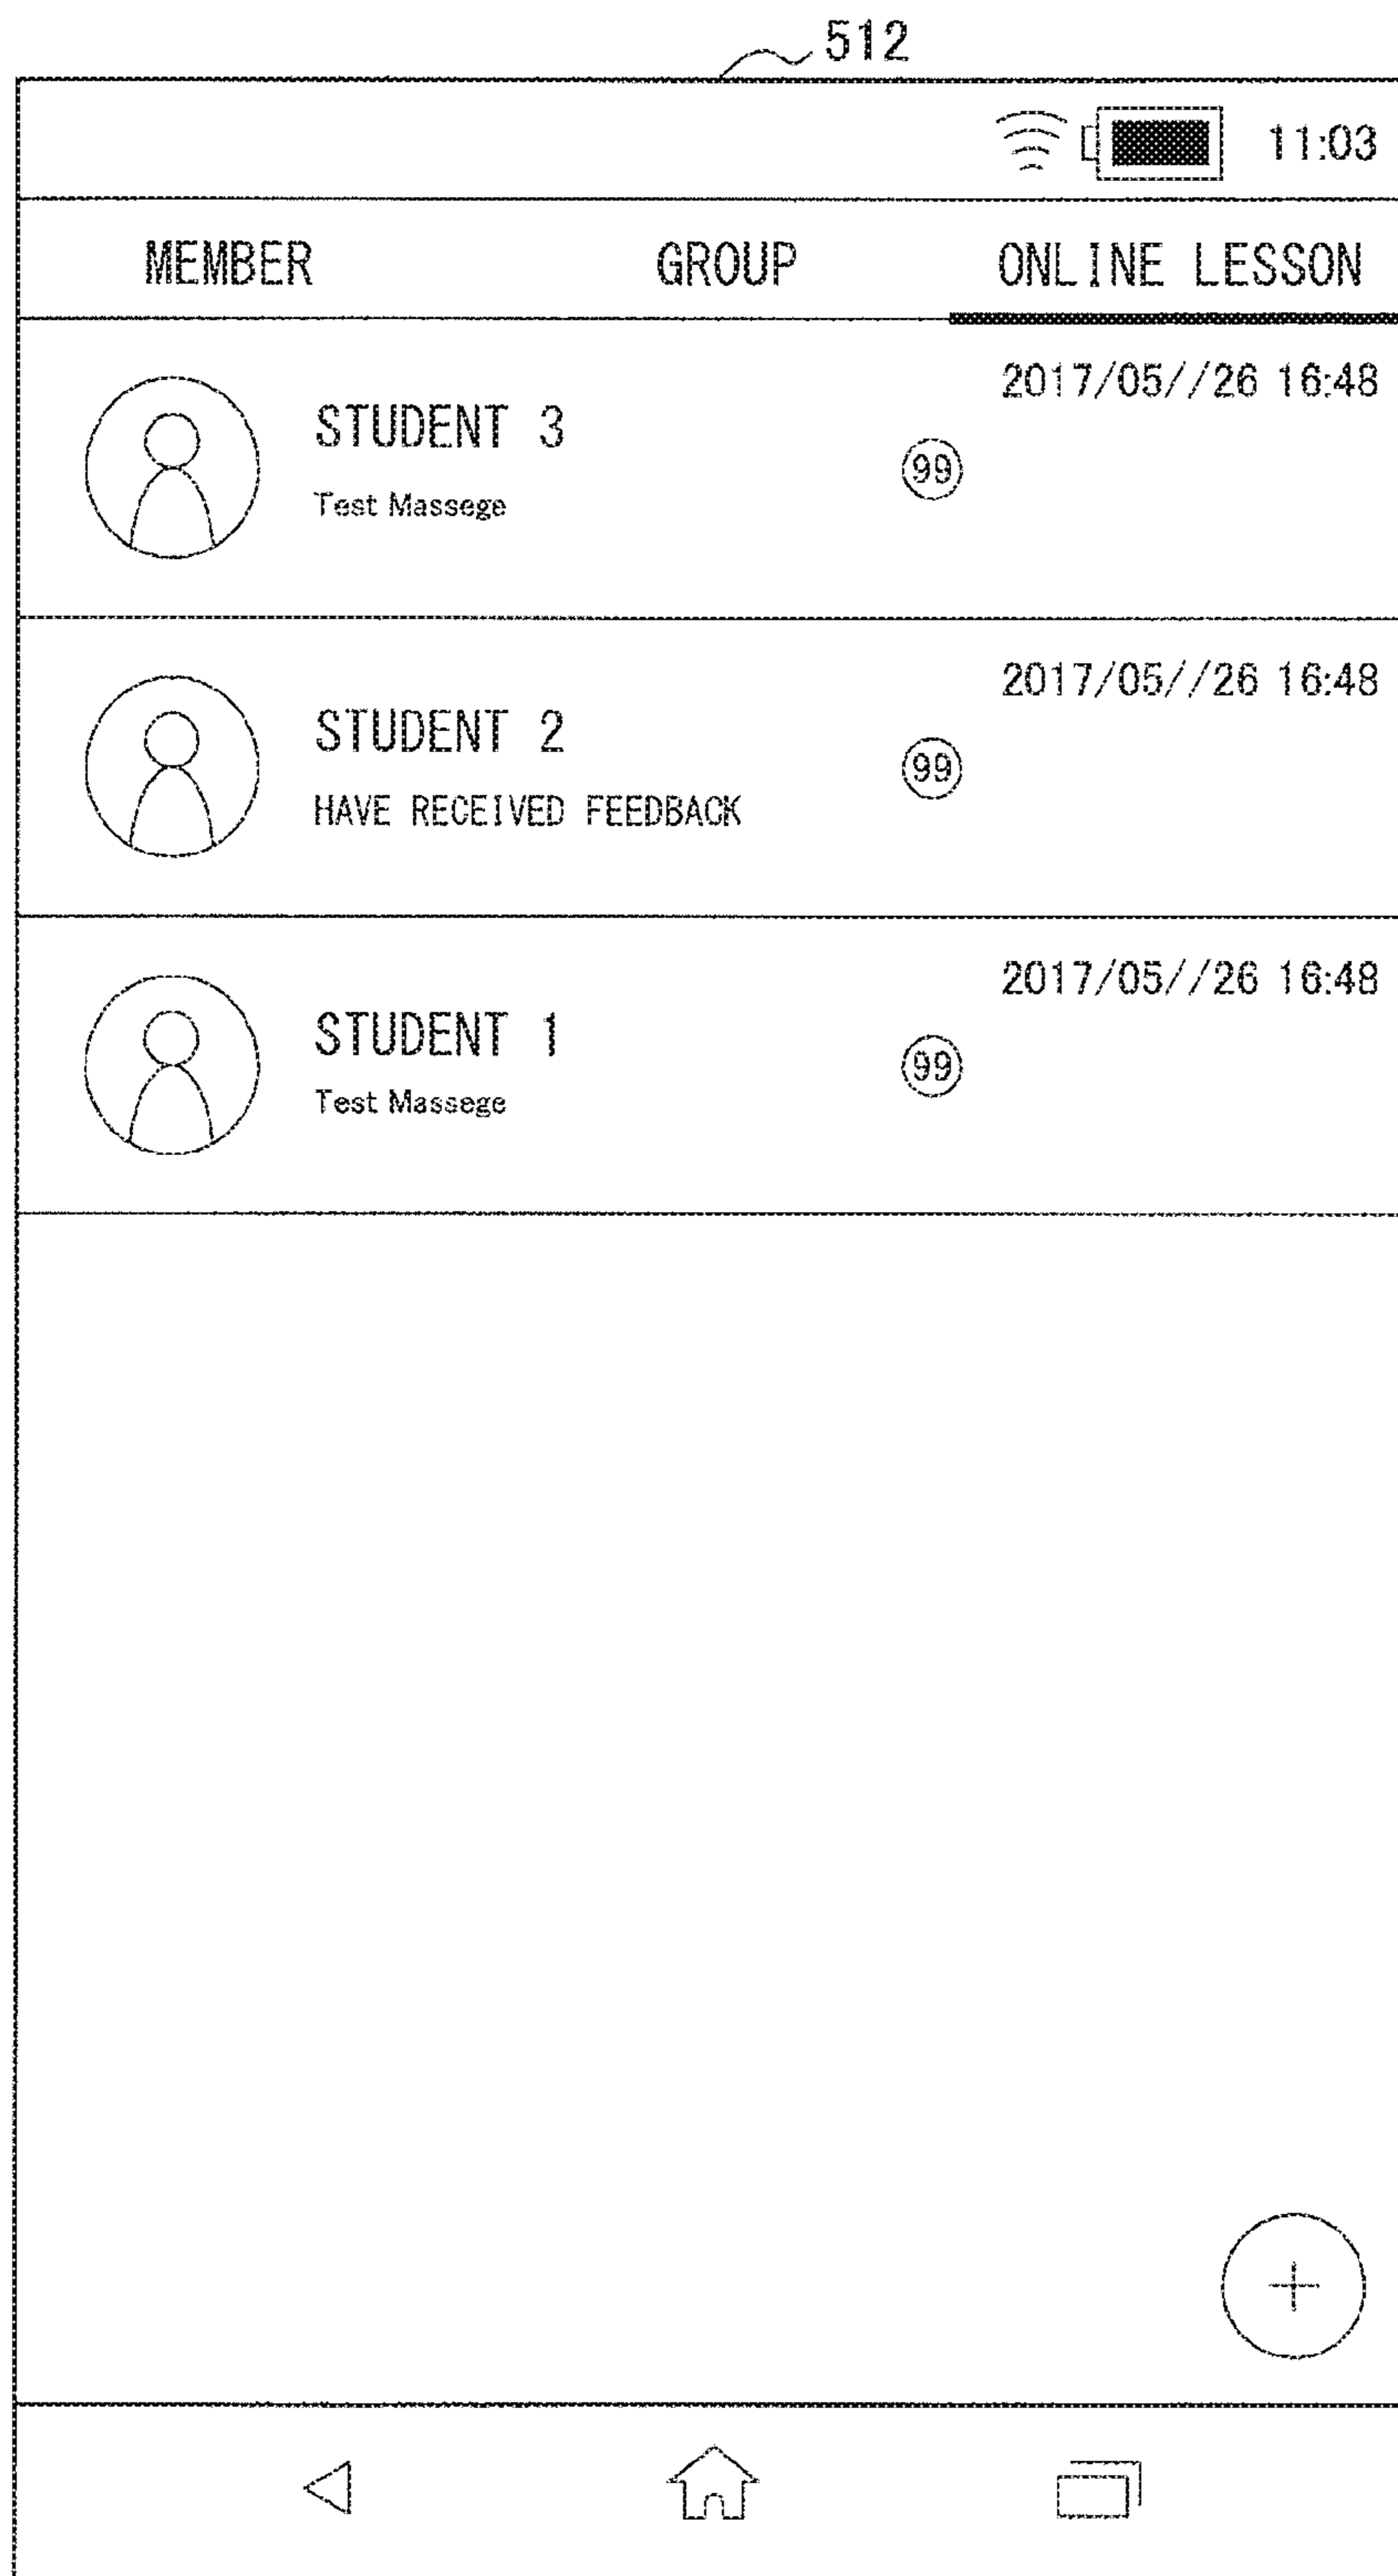 512
11:03
MEMBER GROUP ONLINE LESSON
2017/05//26 16:48
STUDENT 3
99
Test Massege
2017/05//26 16:48
STUDENT 2
99
HAVE RECEIVED FEEDBACK
2017/05//26 16:48
STUDENT 1
99
Test Massege